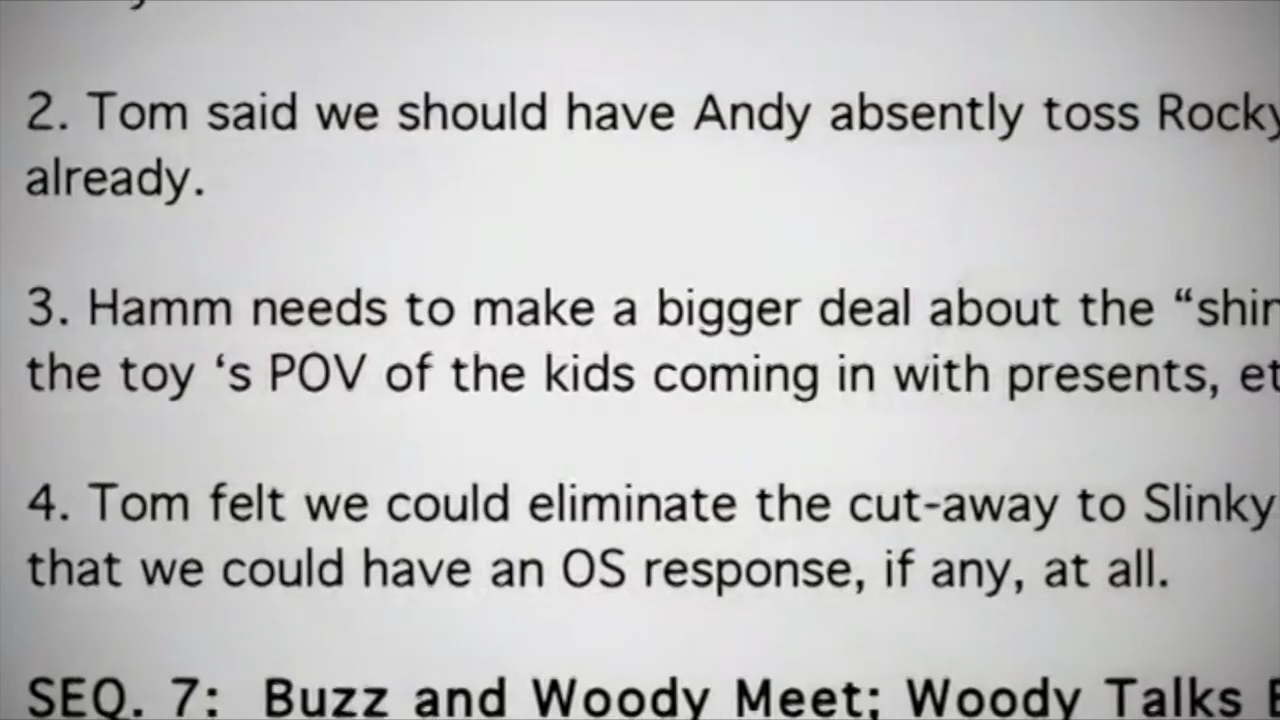 2. Tom said we should have Andy absently toss Rocky
already.
3. Hamm needs to make a bigger deal about the “shin
the toy ‘s POV of the kids coming in with presents, et
4. Tom felt we could eliminate the cut-away to Slinky
that we could have an OS response, if any, at all.
SEQ. 7: Buzz and Woody Meet; Woody Talks